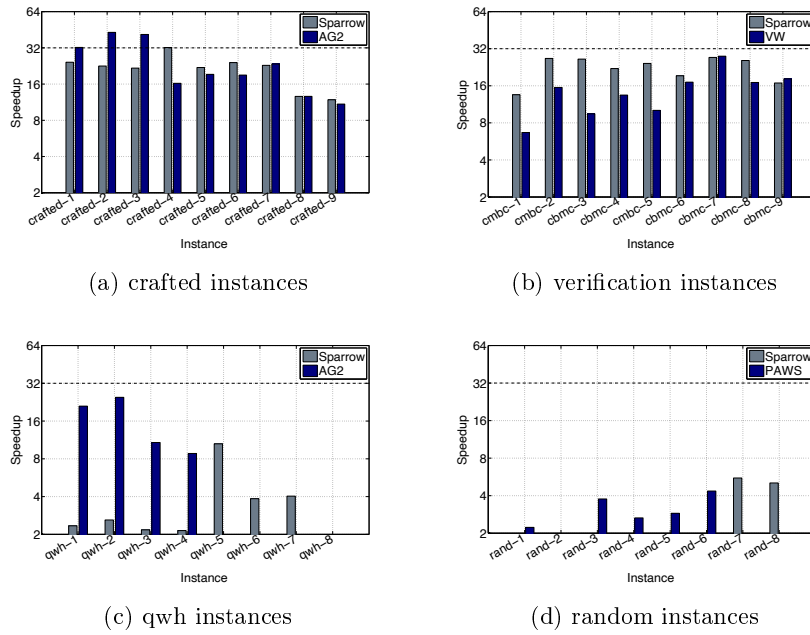 64
32
16
8
4
2
Speedup
Sparrow
AG2
crafted-1
crafted-2
crafted-3
crafted-4
crafted-5
crafted-6
crafted-7
crafted-8
crafted-9
Instance
(a) crafted instances
64
32
16
8
4
2
Speedup
Sparrow
VW
cmbc-1
cbmc-2
cbmc-3
cbmc-4
cbmc-5
cbmc-6
cbmc-7
cbmc-8
cbmc-9
Instance
(b) verification instances
64
32
16
8
4
2
Speedup
Sparrow
AG2
qwh-1
qwh-2
qwh-3
qwh-4
qwh-5
qwh-6
qwh-7
qwh-8
Instance
(c) qwh instances
64
32
16
8
4
2
Speedup
Sparrow
PAWS
rand-1
rand-2
rand-3
rand-4
rand-5
rand-6
rand-7
rand-8
Instance
(d) random instances